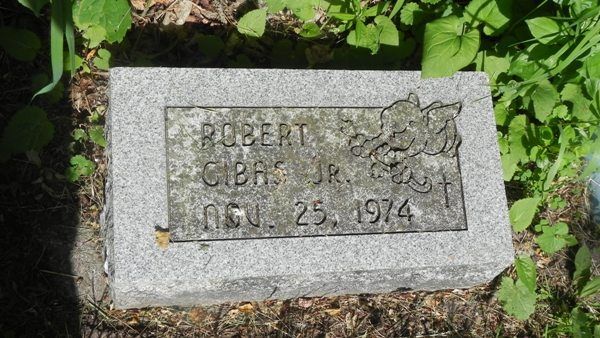 ROBERT
GIBAS JR.
NOV. 25, 1974